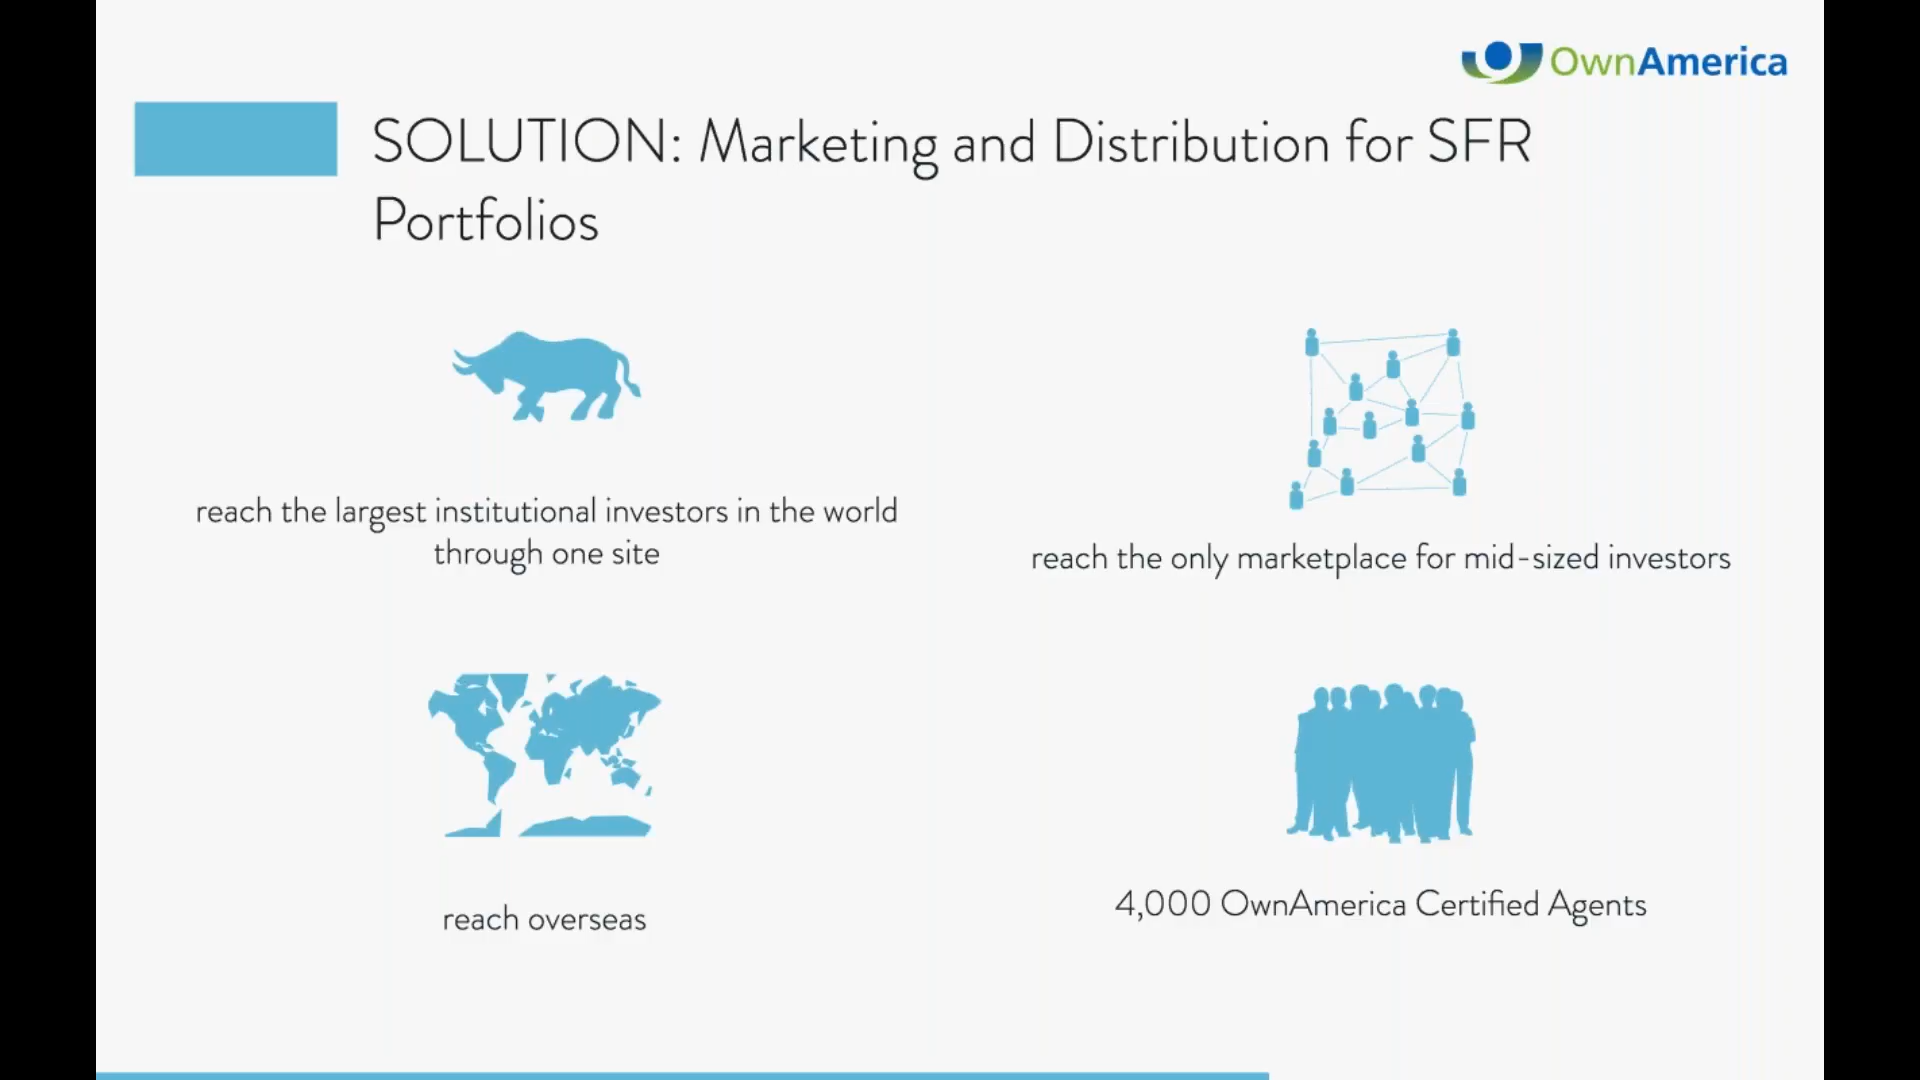 OwnAmerica
SOLUTION: Marketing and Distribution for SFR
Portfolios
reach the largest institutional investors in the world
through one site
reach the only marketplace for mid-sized investors
reach overseas
4,000 OwnAmerica Certified Agents